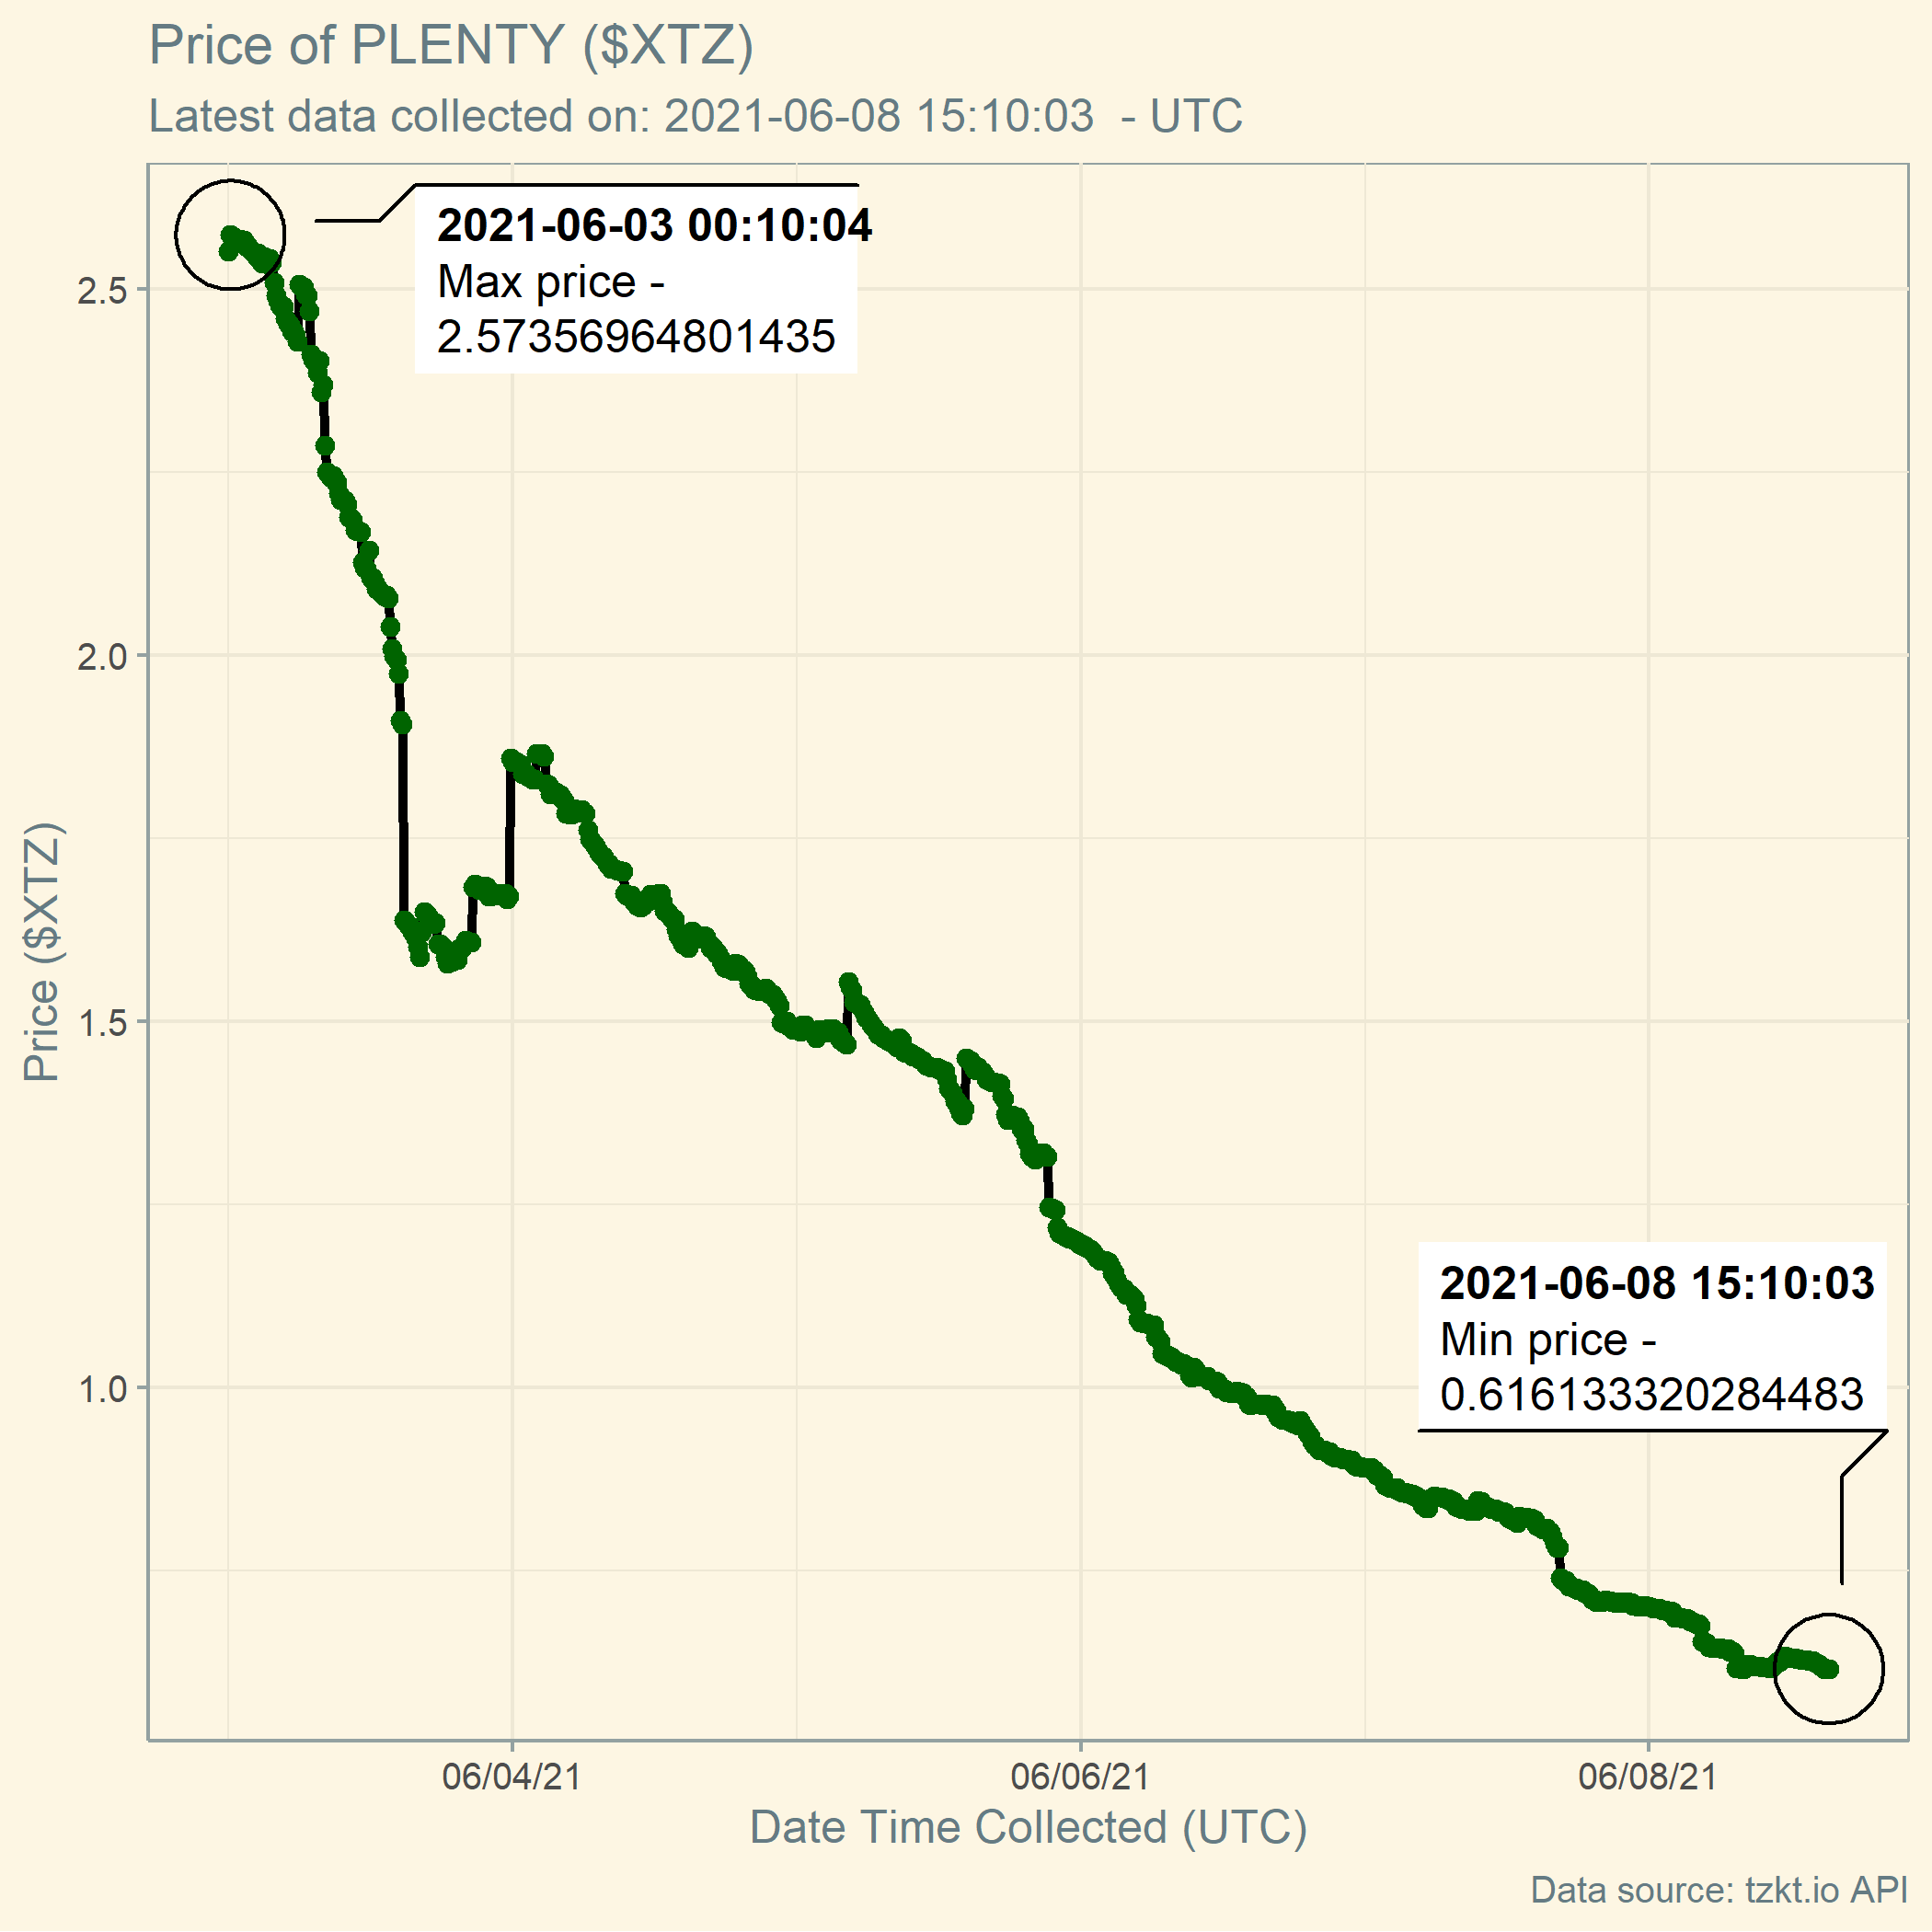 Price of PLENTY ($XTZ)
Latest data collected on: 2021-06-08 15:10:03  - UTC
2021-06-03 00:10:04
Max price -
2.57356964801435
2.5
2.0
1.5
1.0
Price ($XTZ)
2021-06-08 15:10:03
Min price -
0.616133320284483
06/04/21
06/06/21
06/08/21
Date Time Collected (UTC)
Data source: tzkt.io API